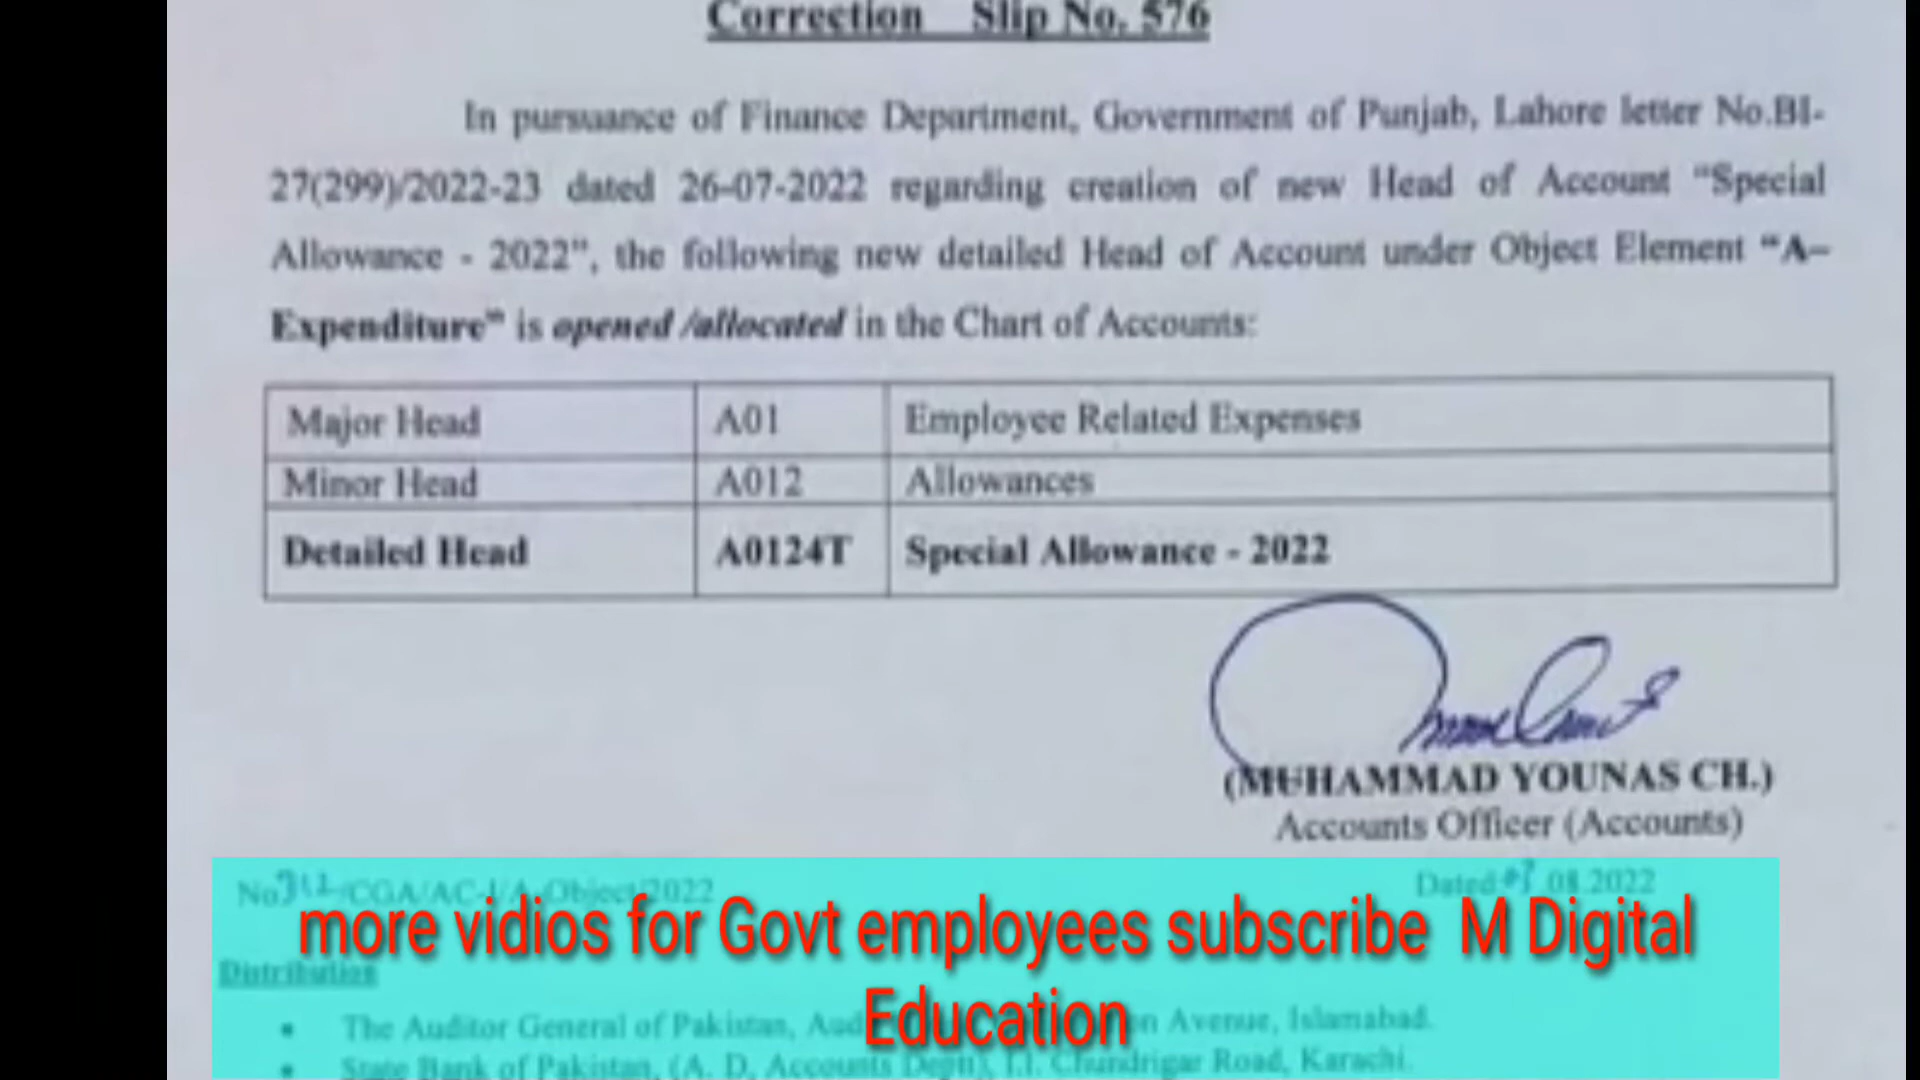 Correction Slip No. 576
In pursuance of Finance Department, Government of Punjab, Lahore letter No.BI-
27(299)/2022-23 dated 26-07-2022 regarding creation of new Head of Account "Special
Allowance - 2022", the following new detailed Head of Account under Object Element "A–
Expenditure" is opened /allocated in the Chart of Accounts:
Major Head A01 Employee Related Expenses
Minor Head A012 Allowances
Detailed Head A0124T Special Allowance - 2022
(MUHAMMAD YOUNAS CH.)
Accounts Officer (Accounts)
/CGA/AC-I/A-Object/2022 Dated 08.2022
more vidios for Govt employees subscribe M Digital
Education
Distribution
• The Auditor General of Pakistan, Avenue, Islamabad.
• State Bank of Pakistan, (A. D, Accounts Deptt), I.I. Chundrigar Road, Karachi.